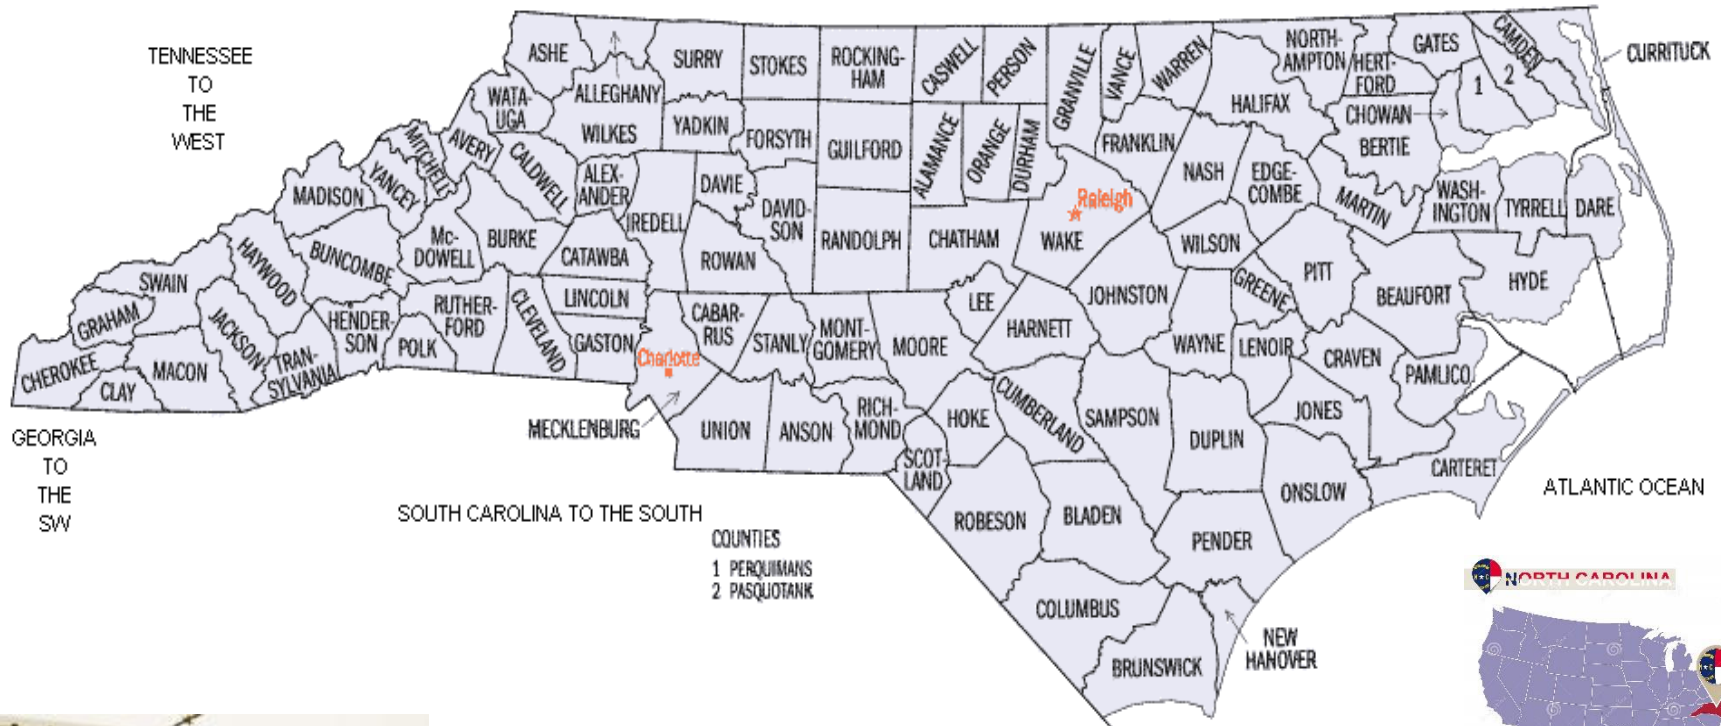 TENNESSEE
TO
THE
WEST
ASHE
ALLEGHANY
SURRY
STOKES
ROCKING-
HAM
CASWELL
PERSON
GRANVILLE
VANCE
WARREN
NORTH-
AMPTON
HERT-
FORD
GATES
CAMDEN
CURRITUCK
1
2
WATA-
UGA
WILKES
YADKIN
FORSYTH
GUILFORD
ALAMANCE
ORANGE
DURHAM
FRANKLIN
HALIFAX
CHOWAN
BERTIE
MITCHELL
AVERY
CALDWELL
ALEX-
ANDER
IREDELL
DAVIE
DAVID-
SON
RANDOLPH
CHATHAM
Raleigh
WAKE
NASH
EDGE-
COMBE
MARTIN
WASH-
INGTON
TYRRELL
DARE
MADISON
YANCEY
Mc-
DOWELL
BURKE
CATAWBA
ROWAN
WILSON
PITT
BEAUFORT
HYDE
SWAIN
HAYWOOD
BUNCOMBE
RUTHER-
FORD
CLEVELAND
LINCOLN
GASTON
CABAR-
RUS
STANLY
MONT-
GOMERY
MOORE
LEE
HARNETT
JOHNSTON
GREENE
WAYNE
LENOIR
CRAVEN
PAMLICO
GRAHAM
CHEROKEE
CLAY
MACON
JACKSON
TRAN-
SYLVANIA
HENDER-
SON
POLK
Charlotte
MECKLENBURG
UNION
ANSON
RICH-
MOND
SCOT-
LAND
HOKE
CUMBERLAND
SAMPSON
DUPLIN
JONES
CARTERET
ONSLOW
GEORGIA
TO
THE
SW
SOUTH CAROLINA TO THE SOUTH
ROBESON
BLADEN
PENDER
COLUMBUS
BRUNSWICK
NEW
HANOVER
ATLANTIC OCEAN
COUNTIES
1 PERQUIMANS
2 PASQUOTANK
NORTH CAROLINA